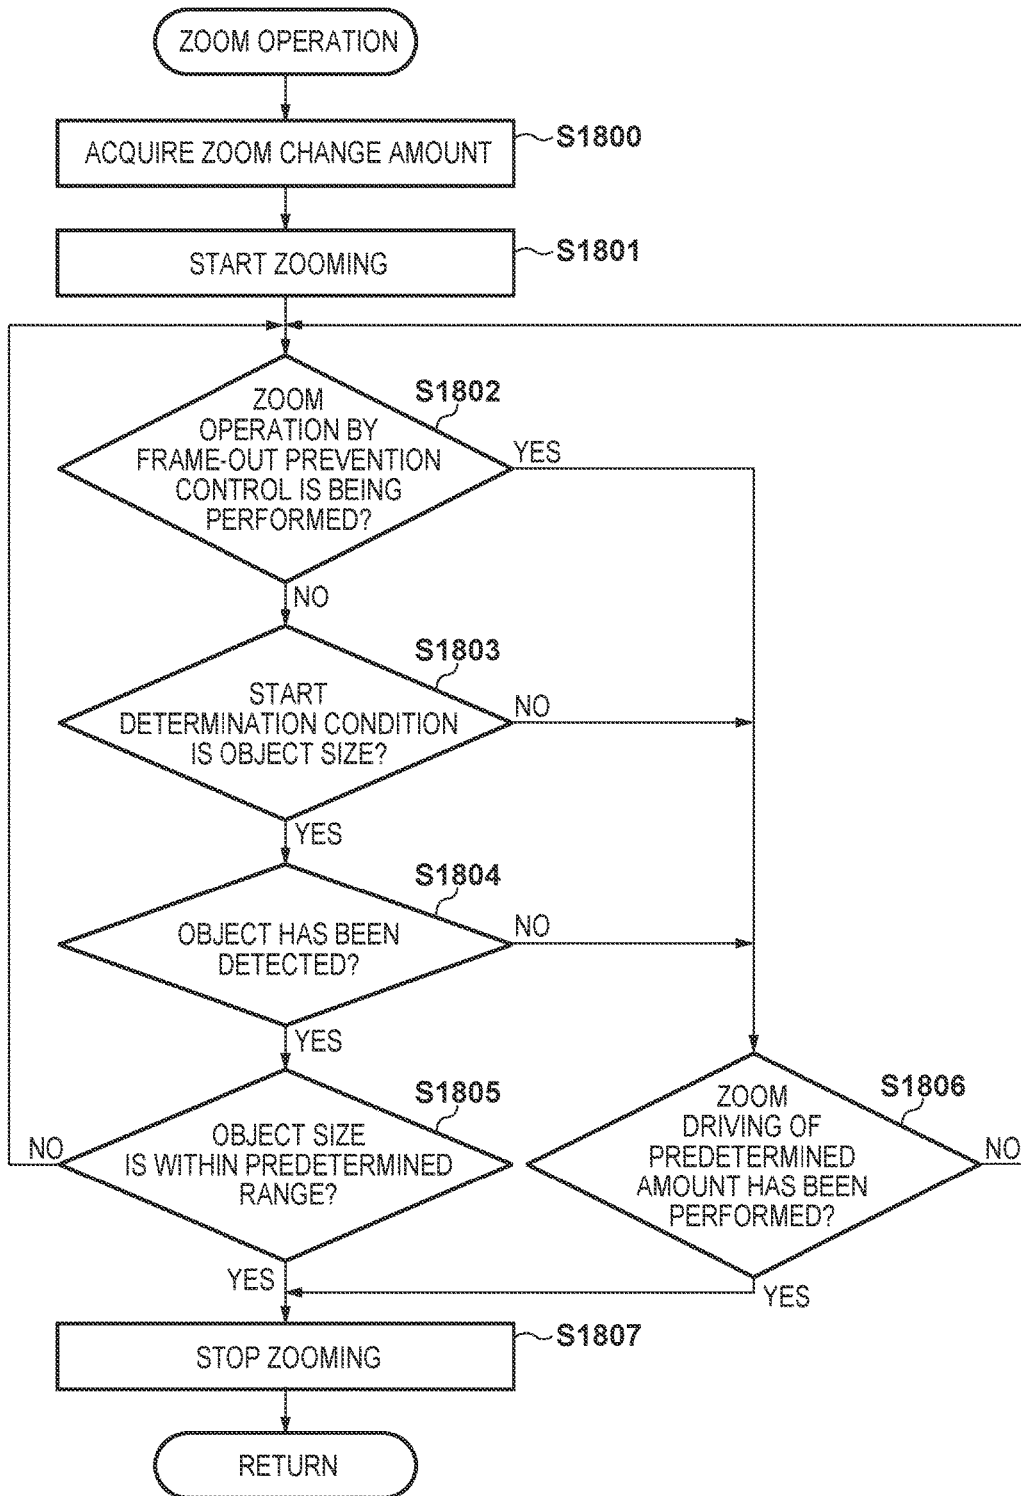 ZOOM OPERATION
ACQUIRE ZOOM CHANGE AMOUNT
S1800
START ZOOMING
S1801
ZOOM
OPERATION BY
FRAME-OUT PREVENTION
CONTROL IS BEING
PERFORMED?
S1802
YES
NO
START
DETERMINATION CONDITION
IS OBJECT SIZE?
S1803
NO
YES
OBJECT HAS BEEN
DETECTED?
S1804
NO
YES
OBJECT SIZE
IS WITHIN PREDETERMINED
RANGE?
S1805
NO
YES
ZOOM
DRIVING OF
PREDETERMINED
AMOUNT HAS BEEN
PERFORMED?
S1806
NO
YES
STOP ZOOMING
S1807
RETURN